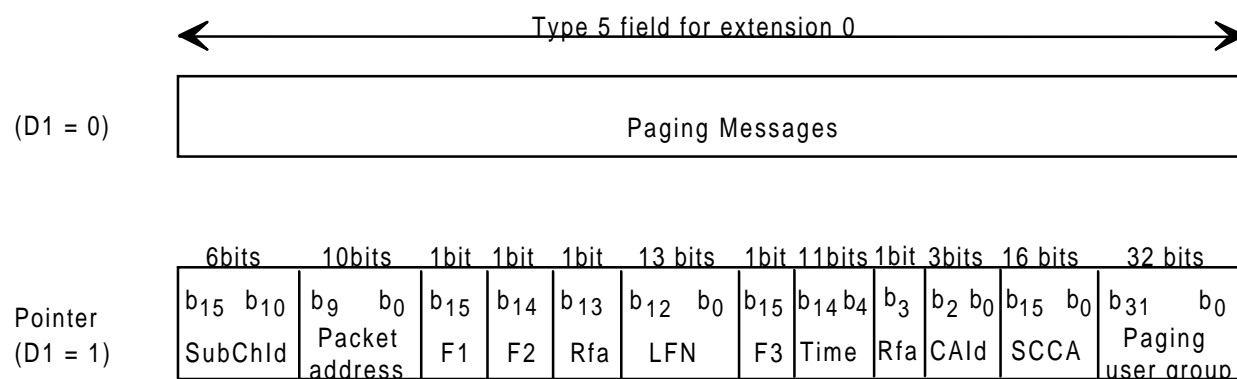 Type 5 field for extension 0
(D1 = 0)
Paging Messages
6bits 10bits 1bit 1bit 1bit 13 bits 1bit 11bits 1bit 3bits 16 bits 32 bits
Pointer
(D1 = 1)
b15 b10 b9 b0 b15 b14 b13 b12 b0 b15 b14 b4 b3 b2 b0 b15 b0 b31 b0
SubChId Packet address F1 F2 Rfa LFN F3 Time Rfa CAId SCCA Paging user group